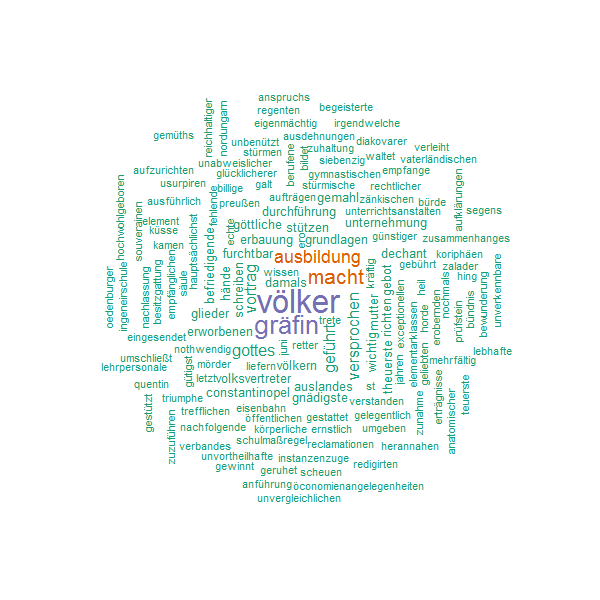 anspruchs
regenten
begeisterte
eigenmächtig
irgendwelche
gemüths
reichhaltiger
nordungarn
unbenützt
ausdehnungen
diakovarer
stürmen
zuhaltung
verleiht
berufene
bildet
siebenzig
waltet
vaterländischen
unabweislicher
aufzurichten
glücklicherer
gymnastischen
empfange
usurpiren
billige
galt
stürmische
rechtlicher
hochwohlgeboren
ausführlich
fehlende
preußen
aufträgen
gemahl
zänkischen
bürde
aufklärungen
segens
souverainen
element
hauptsächlichst
göttliche
durchführung
unterrichtsanstalten
küsse
echte
stützen
unternehmung
günstiger
zusammenhanges
kamen
befriedigende
erbauung
ero
grundlagen
dechant
koriphäen
oedenburger
ingeneinschule
nachlassung
besitzgattung
empfänglichen
säule
furchtbar
ausbildung
kräftig
gebot
gebührt
zalader
hände
schreiben
vortrag
wissen
macht
exceptionellen
heil
hing
damals
völker
versprochen
mutter
richten
horde
erobernden
nochmals
prüfstein
bündnis
bewunderung
unverkennbare
glieder
gräfin
trete
eingesendet
erworbenen
geführt
wichtig
theuerste
jahren
elementarklassen
geliebten
umschließt
nothwendig
gottes
juni
retter
mehrfältig
lebhafte
lehrpersonale
gütigst
mörder
liefern
völkern
erträgnisse
teuerste
quentin
letzt
volksvertreter
auslandes
st
verstanden
gestützt
triumphe
constantinopel
gnädigste
zunahme
anatomischer
trefflichen
eisenbahn
gestattet
gelegentlich
zuzuführen
nachfolgende
öffentlichen
körperliche
ernstlich
umgeben
verbandes
schulmaßregel
reclamationen
herannahen
unvortheilhafte
instanzenzuge
gewinnt
geruhet
scheuen
redigirten
anführung
öconomienangelegenheiten
unvergleichlichen